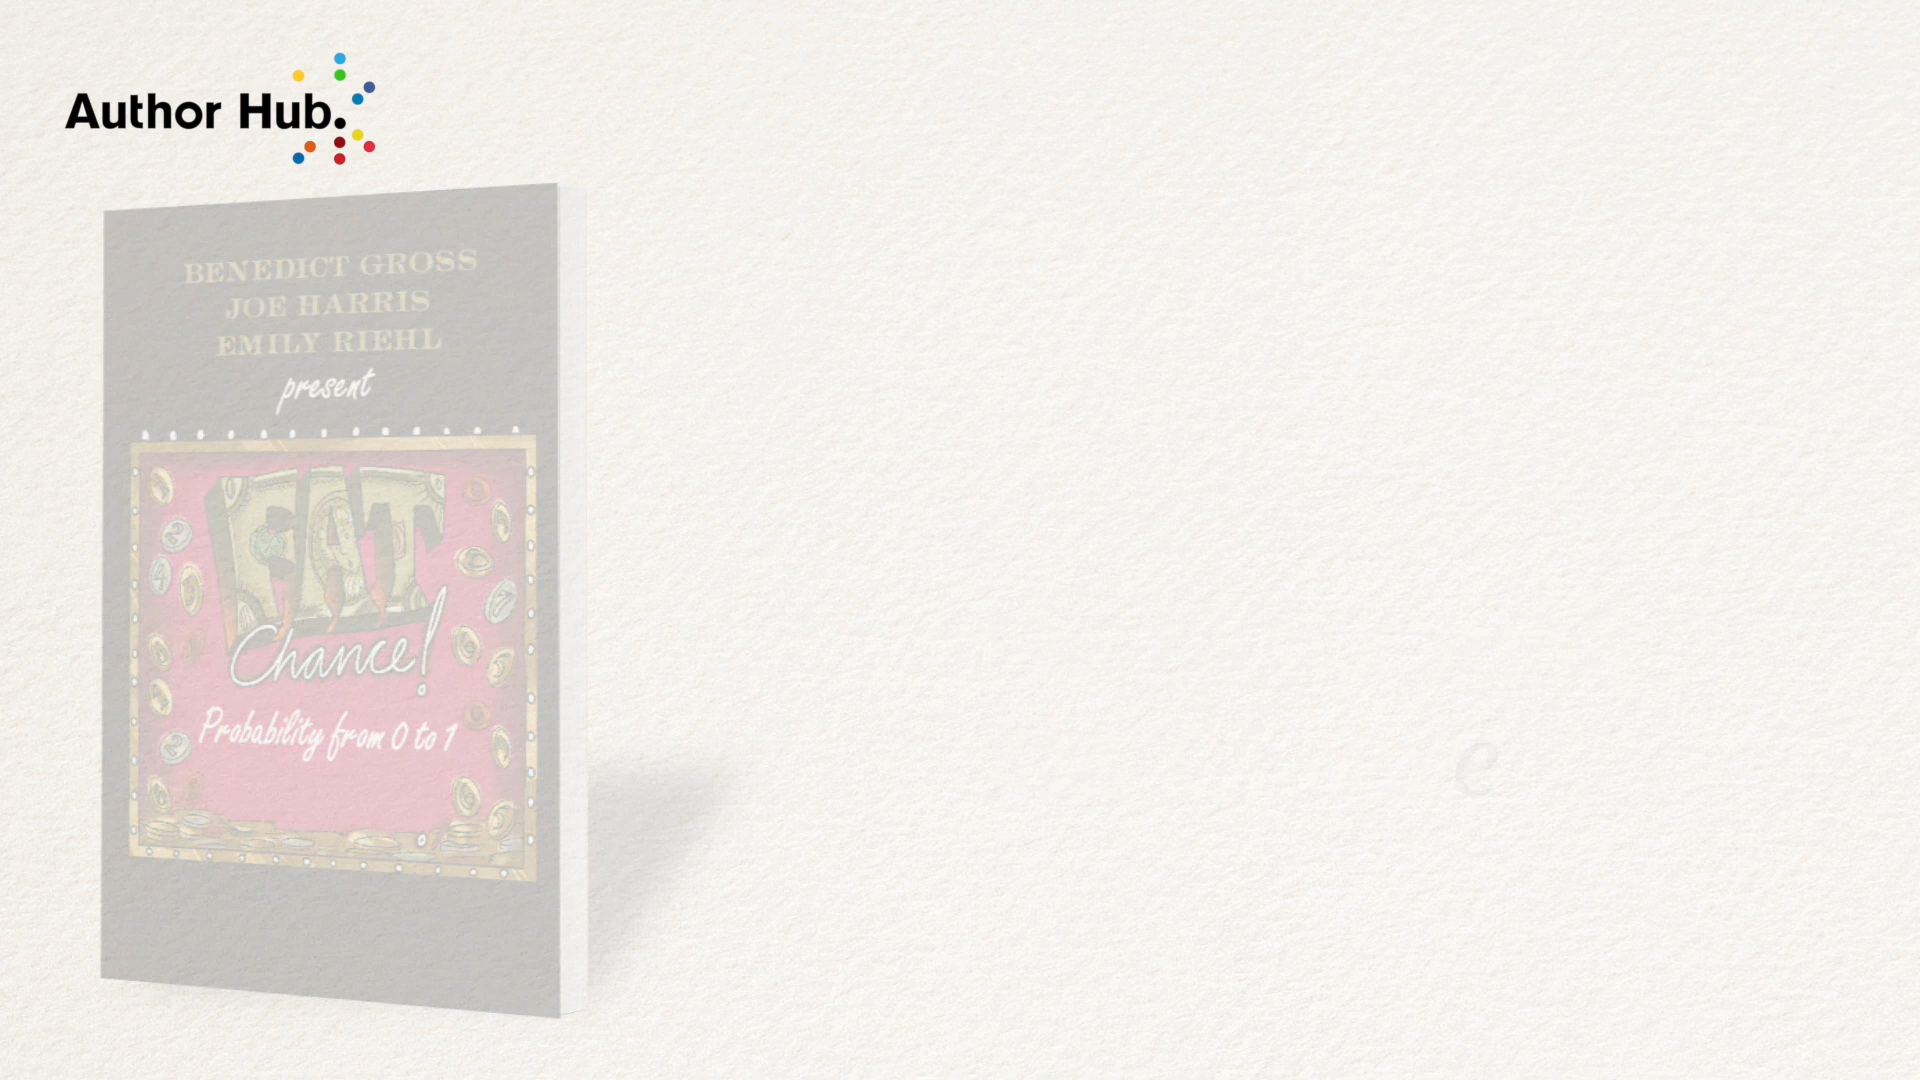 Author Hub.
BENEDICT GROSS
JOE HARRIS
EMILY RIEHL
present
FAT
Chance!
Probability from 0 to 1
e